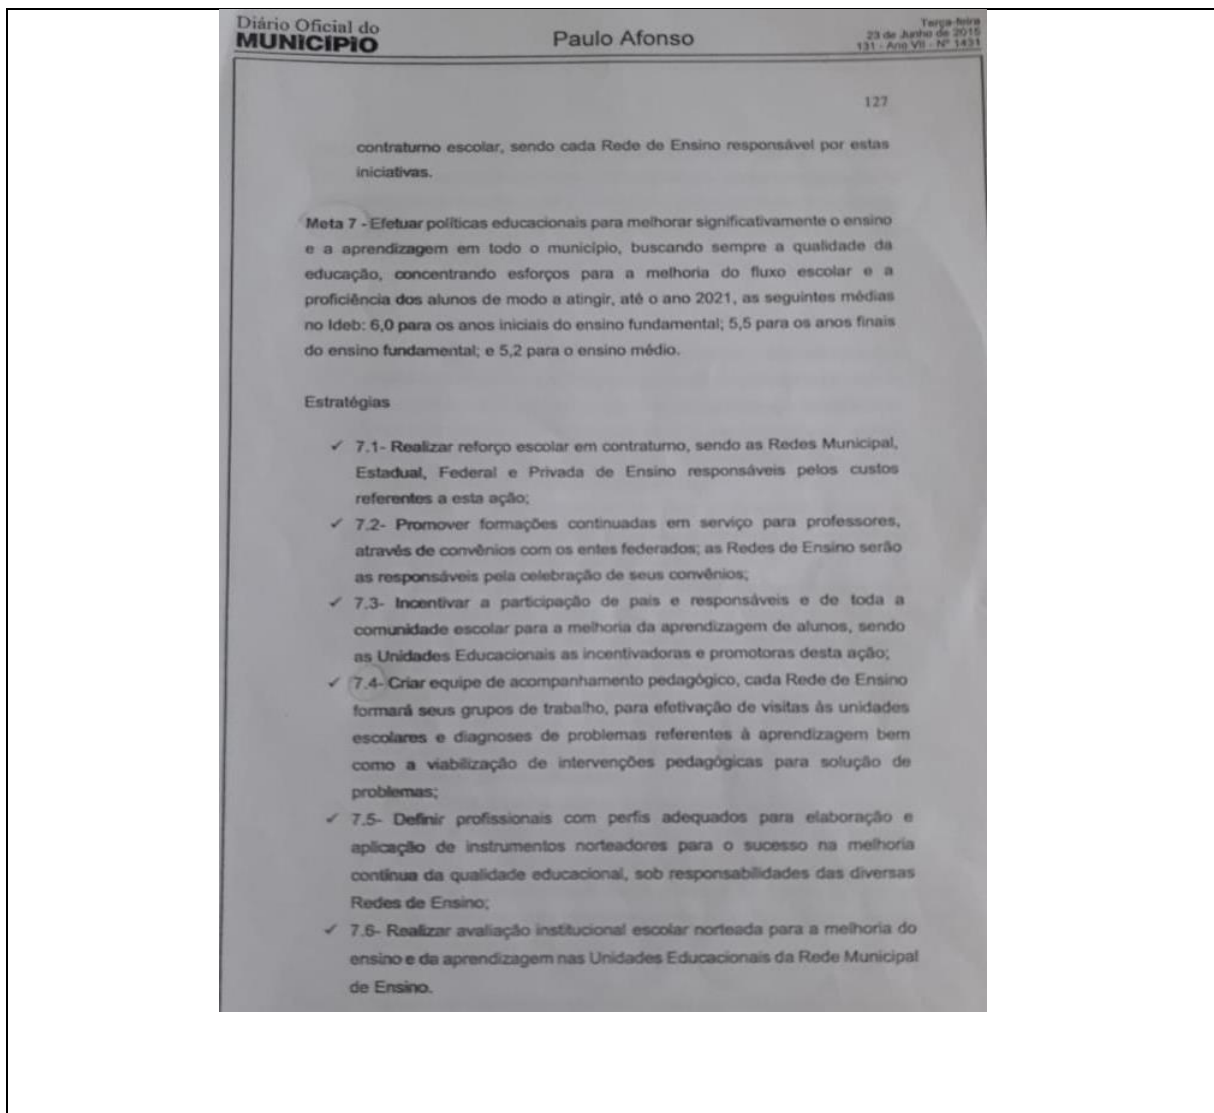 Diário Oficial do
MUNICIPIO
Paulo Afonso
Terça-feira
23 de Junho de 2015
131 - Ano VII - Nº 1431
127
contraturno escolar, sendo cada Rede de Ensino responsável por estas
iniciativas.
Meta 7 - Efetuar políticas educacionais para melhorar significativamente o ensino
e a aprendizagem em todo o município, buscando sempre a qualidade da
educação, concentrando esforços para a melhoria do fluxo escolar e a
proficiência dos alunos de modo a atingir, até o ano 2021, as seguintes médias
no Ideb: 6,0 para os anos iniciais do ensino fundamental; 5,5 para os anos finais
do ensino fundamental; e 5,2 para o ensino médio.
Estratégias
✓ 7.1- Realizar reforço escolar em contraturno, sendo as Redes Municipal,
Estadual, Federal e Privada de Ensino responsáveis pelos custos
referentes a esta ação;
✓ 7.2- Promover formações continuadas em serviço para professores,
através de convênios com os entes federados; as Redes de Ensino serão
as responsáveis pela celebração de seus convênios;
✓ 7.3- Incentivar a participação de pais e responsáveis e de toda a
comunidade escolar para a melhoria da aprendizagem de alunos, sendo
as Unidades Educacionais as incentivadoras e promotoras desta ação;
✓ 7.4- Criar equipe de acompanhamento pedagógico, cada Rede de Ensino
formará seus grupos de trabalho, para efetivação de visitas às unidades
escolares e diagnoses de problemas referentes à aprendizagem bem
como a viabilização de intervenções pedagógicas para solução de
problemas;
✓ 7.5- Definir profissionais com perfis adequados para elaboração e
aplicação de instrumentos norteadores para o sucesso na melhoria
contínua da qualidade educacional, sob responsabilidades das diversas
Redes de Ensino;
✓ 7.6- Realizar avaliação institucional escolar norteada para a melhoria do
ensino e da aprendizagem nas Unidades Educacionais da Rede Municipal
de Ensino.